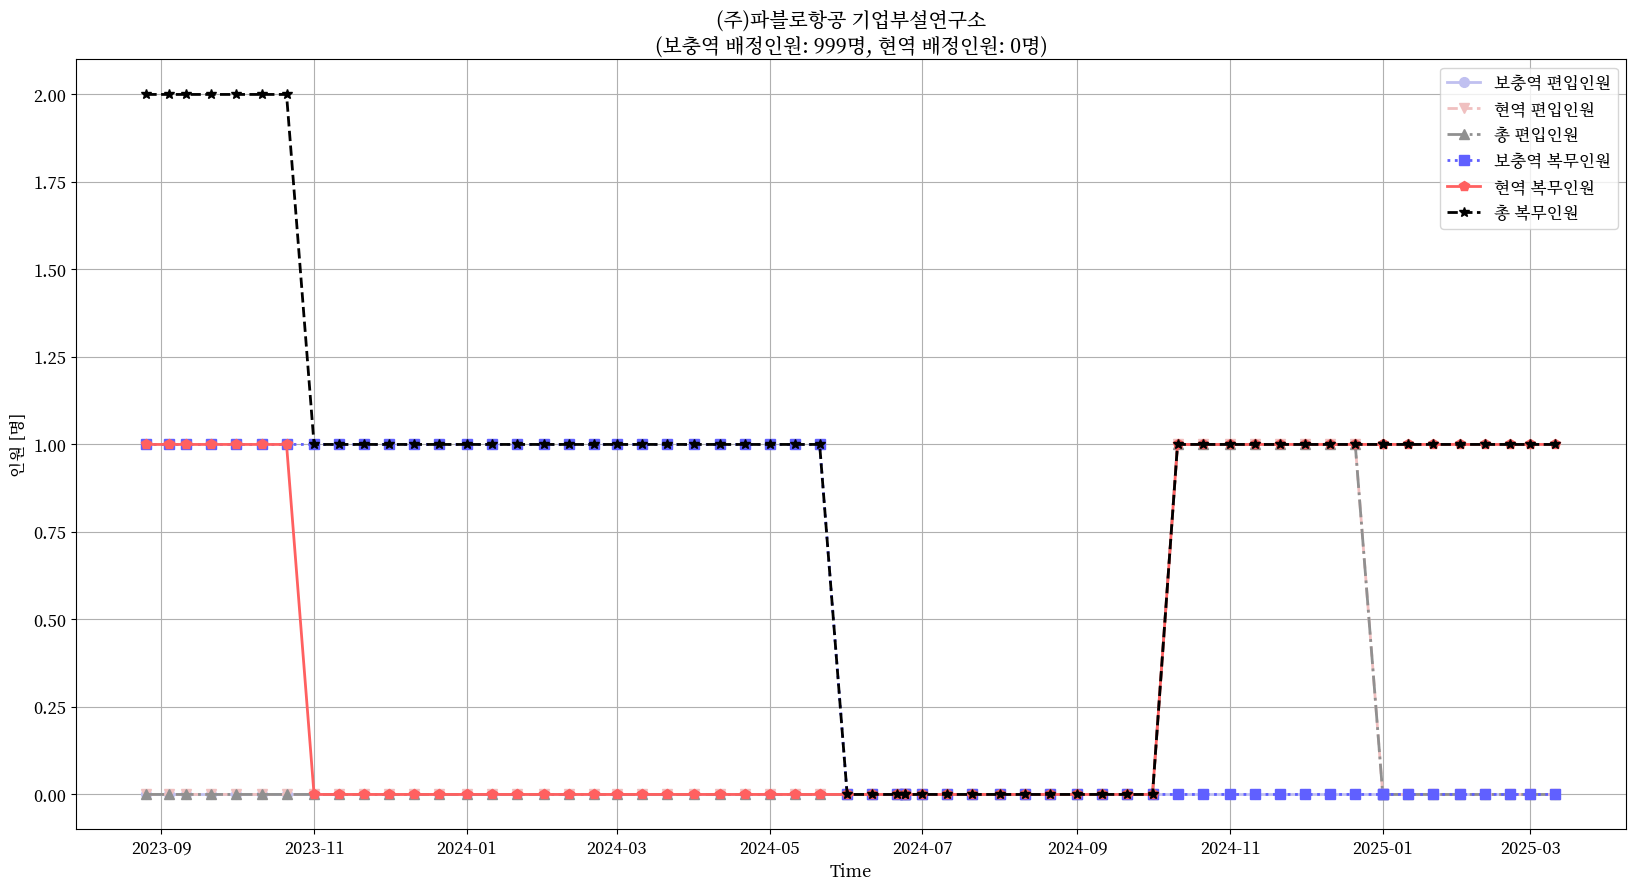 (주)파블로항공 기업부설연구소
(보충역 배정인원: 999명, 현역 배정인원: 0명)
보충역 편입인원
현역 편입인원
총 편입인원
보충역 복무인원
현역 복무인원
총 복무인원
2.00
1.75
1.50
1.25
1.00
0.75
0.50
0.25
0.00
인원 [명]
2023-09 2023-11 2024-01 2024-03 2024-05 2024-07 2024-09 2024-11 2025-01 2025-03
Time